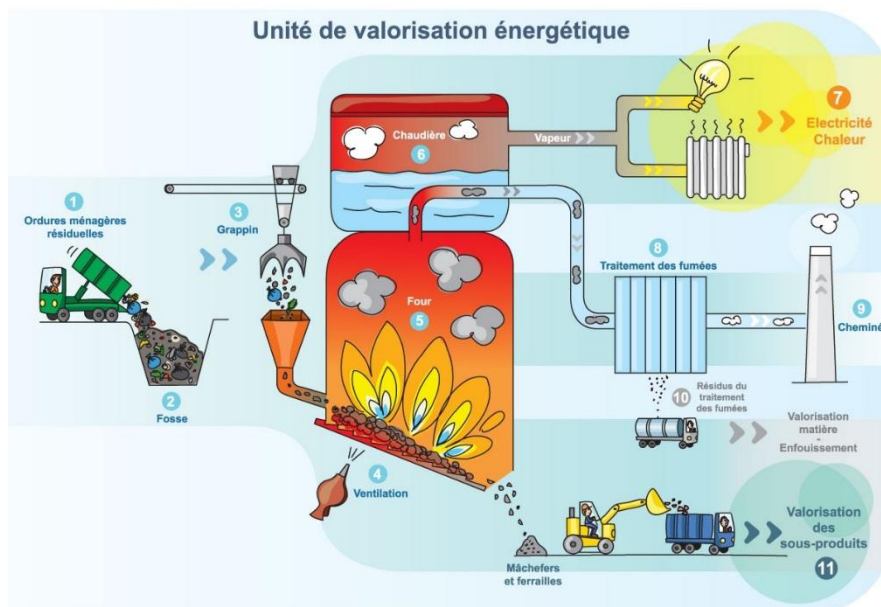 Unité de valorisation énergétique
1
Ordures ménagères
résiduelles
2
Fosse
3
Grappin
4
Ventilation
Four
5
Chaudière
6
Vapeur
7
Electricité
Chaleur
8
Traitement des fumées
9
Cheminé
10
Résidus du
traitement
des fumées
Valorisation
matière
-
Enfouissement
Mâchefers
et ferrailles
Valorisation
des
sous-produits
11